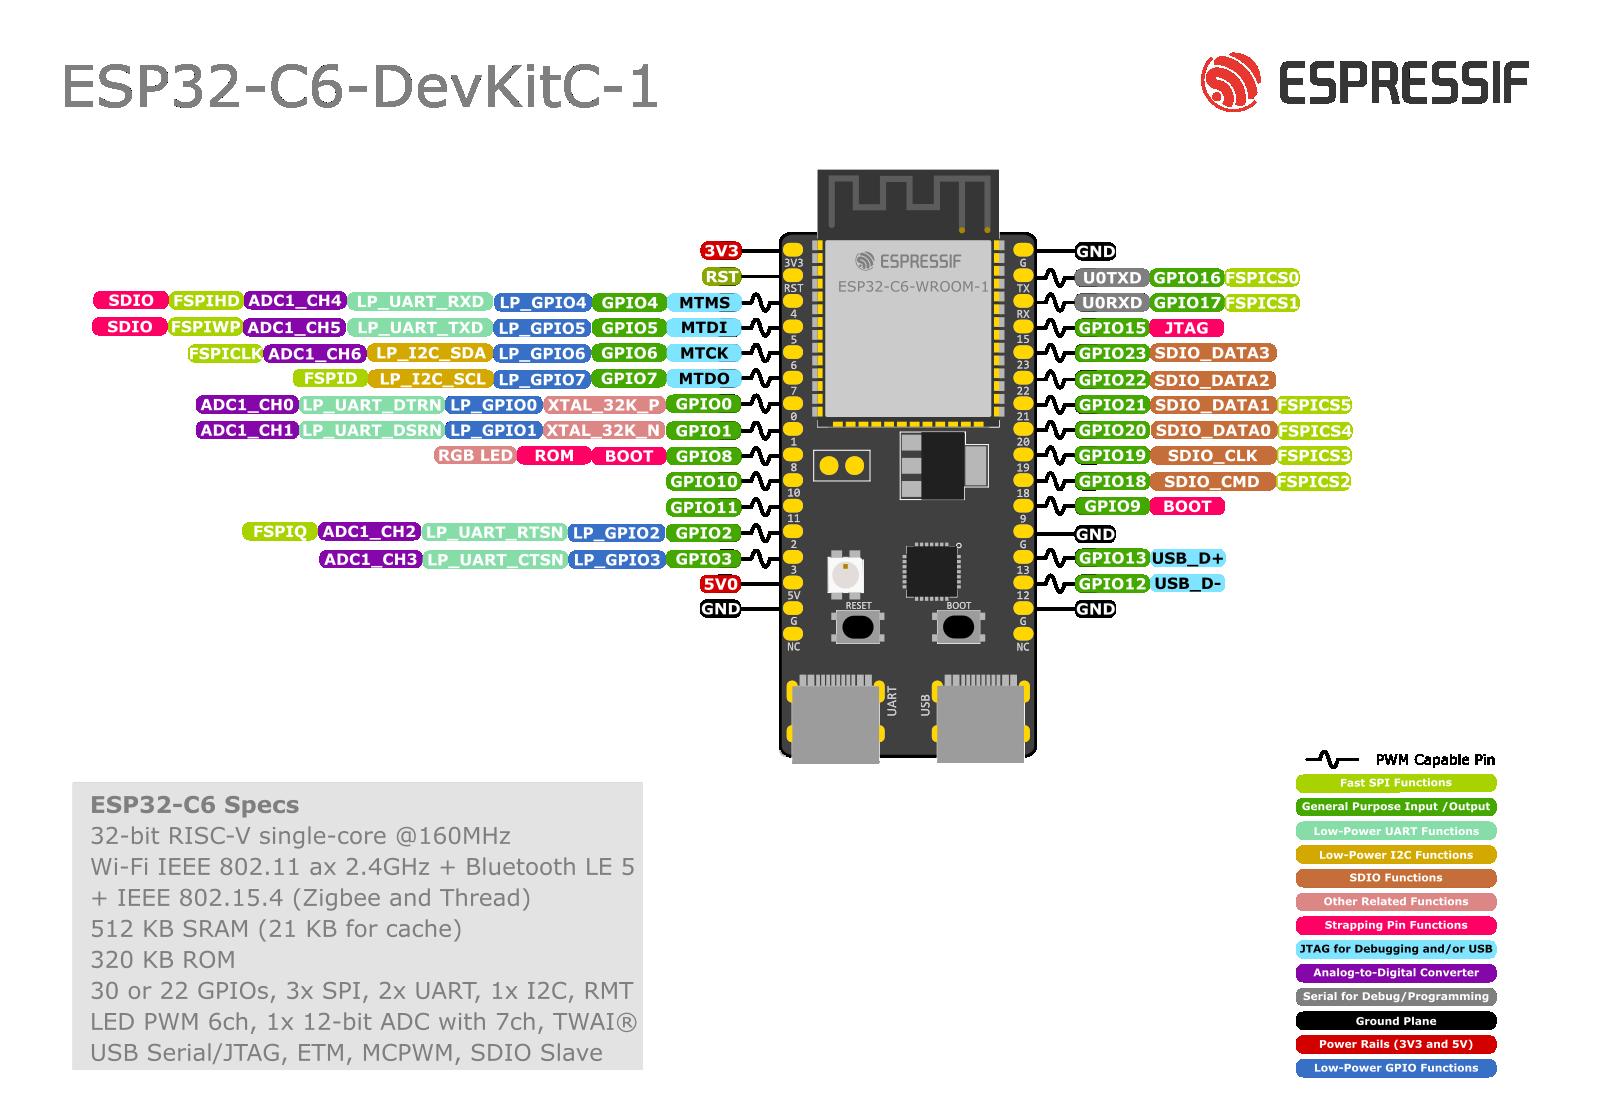 ESP32-C6-DevKitC-1
ESPRESSIF
ESPRESSIF
ESP32-C6-WROOM-1
3V3
RST
SDIO FSPIHD ADC1_CH4 LP_UART_RXD LP_GPIO4 GPIO4 MTMS
SDIO FSPIWP ADC1_CH5 LP_UART_TXD LP_GPIO5 GPIO5 MTDI
FSPICLK ADC1_CH6 LP_I2C_SDA LP_GPIO6 GPIO6 MTCK
FSPID LP_I2C_SCL LP_GPIO7 GPIO7 MTDO
ADC1_CH0 LP_UART_DTRN LP_GPIO0 XTAL_32K_P GPIO0
ADC1_CH1 LP_UART_DSRN LP_GPIO1 XTAL_32K_N GPIO1
RGB LED ROM BOOT GPIO8
GPIO10
GPIO11
FSPIQ ADC1_CH2 LP_UART_RTSN LP_GPIO2 GPIO2
ADC1_CH3 LP_UART_CTSN LP_GPIO3 GPIO3
5V0
GND
3V3
RST
4
5
6
7
0
1
8
10
11
2
3
5V
G
NC
G
TX
RX
15
23
22
21
20
19
18
9
G
13
12
G
NC
RESET
BOOT
UART
USB
GND
U0TXD GPIO16 FSPICS0
U0RXD GPIO17 FSPICS1
GPIO15 JTAG
GPIO23 SDIO_DATA3
GPIO22 SDIO_DATA2
GPIO21 SDIO_DATA1 FSPICS5
GPIO20 SDIO_DATA0 FSPICS4
GPIO19 SDIO_CLK FSPICS3
GPIO18 SDIO_CMD FSPICS2
GPIO9 BOOT
GND
GPIO13 USB_D+
GPIO12 USB_D-
GND
ESP32-C6 Specs
32-bit RISC-V single-core @160MHz
Wi-Fi IEEE 802.11 ax 2.4GHz + Bluetooth LE 5
+ IEEE 802.15.4 (Zigbee and Thread)
512 KB SRAM (21 KB for cache)
320 KB ROM
30 or 22 GPIOs, 3x SPI, 2x UART, 1x I2C, RMT
LED PWM 6ch, 1x 12-bit ADC with 7ch, TWAI®
USB Serial/JTAG, ETM, MCPWM, SDIO Slave
PWM Capable Pin
Fast SPI Functions
General Purpose Input /Output
Low-Power UART Functions
Low-Power I2C Functions
SDIO Functions
Other Related Functions
Strapping Pin Functions
JTAG for Debugging and/or USB
Analog-to-Digital Converter
Serial for Debug/Programming
Ground Plane
Power Rails (3V3 and 5V)
Low-Power GPIO Functions